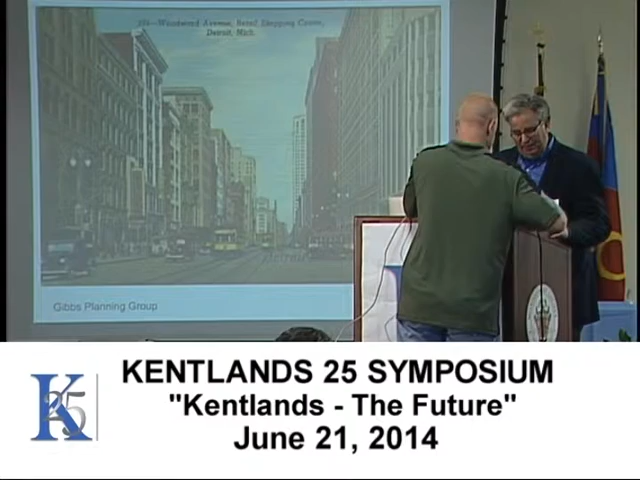 Woodward Avenue, Retail Shopping Center,
Detroit, Mich.
Gibbs Planning Group
K
25
KENTLANDS 25 SYMPOSIUM
"Kentlands - The Future"
June 21, 2014